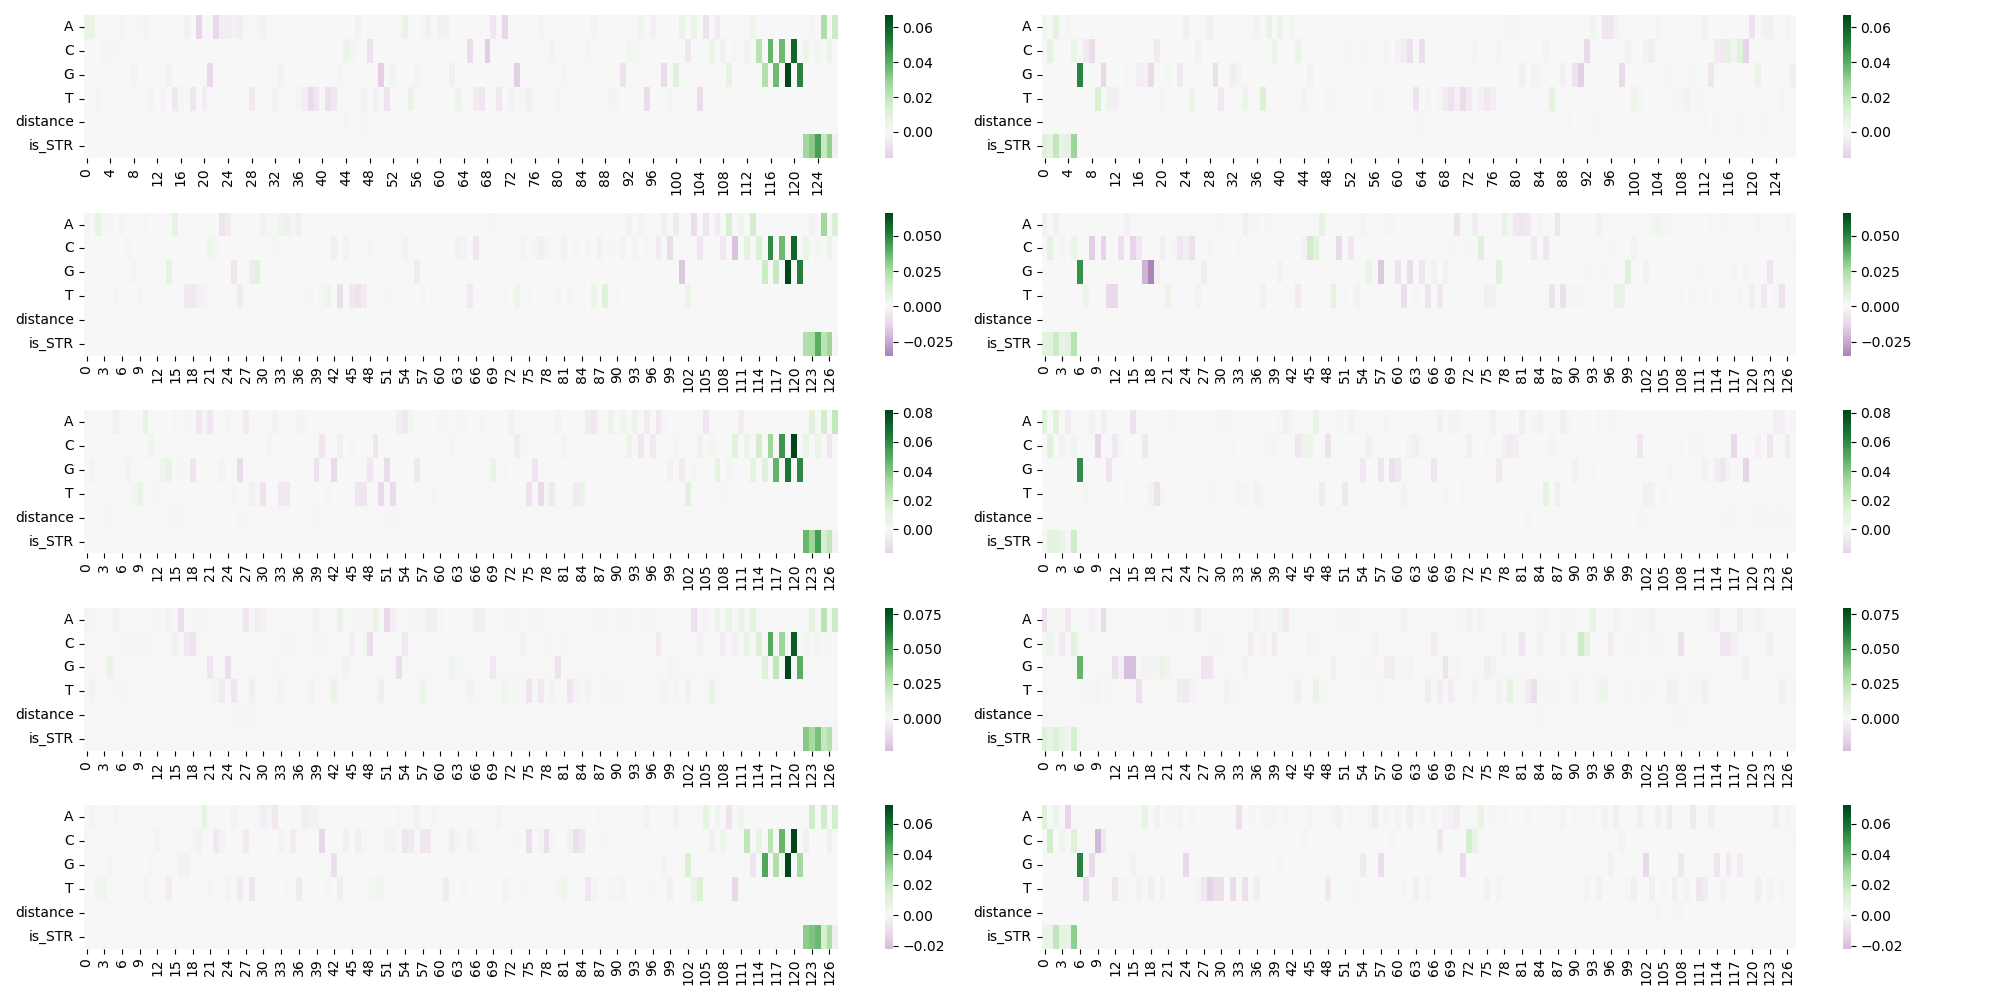 A
C
G
T
distance
is_STR
0 4 8 12 16 20 24 28 32 36 40 44 48 52 56 60 64 68 72 76 80 84 88 92 96 100 104 108 112 116 120 124
0.06
0.04
0.02
0.00
A
C
G
T
distance
is_STR
0 4 8 12 16 20 24 28 32 36 40 44 48 52 56 60 64 68 72 76 80 84 88 92 96 100 104 108 112 116 120 124
0.06
0.04
0.02
0.00
A
C
G
T
distance
is_STR
0 3 6 9 12 15 18 21 24 27 30 33 36 39 42 45 48 51 54 57 60 63 66 69 72 75 78 81 84 87 90 93 96 99 102 105 108 111 114 117 120 123 126
0.050
0.025
0.000
−0.025
A
C
G
T
distance
is_STR
0 3 6 9 12 15 18 21 24 27 30 33 36 39 42 45 48 51 54 57 60 63 66 69 72 75 78 81 84 87 90 93 96 99 102 105 108 111 114 117 120 123 126
0.050
0.025
0.000
−0.025
A
C
G
T
distance
is_STR
0 3 6 9 12 15 18 21 24 27 30 33 36 39 42 45 48 51 54 57 60 63 66 69 72 75 78 81 84 87 90 93 96 99 102 105 108 111 114 117 120 123 126
0.08
0.06
0.04
0.02
0.00
A
C
G
T
distance
is_STR
0 3 6 9 12 15 18 21 24 27 30 33 36 39 42 45 48 51 54 57 60 63 66 69 72 75 78 81 84 87 90 93 96 99 102 105 108 111 114 117 120 123 126
0.08
0.06
0.04
0.02
0.00
A
C
G
T
distance
is_STR
0 3 6 9 12 15 18 21 24 27 30 33 36 39 42 45 48 51 54 57 60 63 66 69 72 75 78 81 84 87 90 93 96 99 102 105 108 111 114 117 120 123 126
0.075
0.050
0.025
0.000
A
C
G
T
distance
is_STR
0 3 6 9 12 15 18 21 24 27 30 33 36 39 42 45 48 51 54 57 60 63 66 69 72 75 78 81 84 87 90 93 96 99 102 105 108 111 114 117 120 123 126
0.075
0.050
0.025
0.000
A
C
G
T
distance
is_STR
0 3 6 9 12 15 18 21 24 27 30 33 36 39 42 45 48 51 54 57 60 63 66 69 72 75 78 81 84 87 90 93 96 99 102 105 108 111 114 117 120 123 126
0.06
0.04
0.02
0.00
−0.02
A
C
G
T
distance
is_STR
0 3 6 9 12 15 18 21 24 27 30 33 36 39 42 45 48 51 54 57 60 63 66 69 72 75 78 81 84 87 90 93 96 99 102 105 108 111 114 117 120 123 126
0.06
0.04
0.02
0.00
−0.02